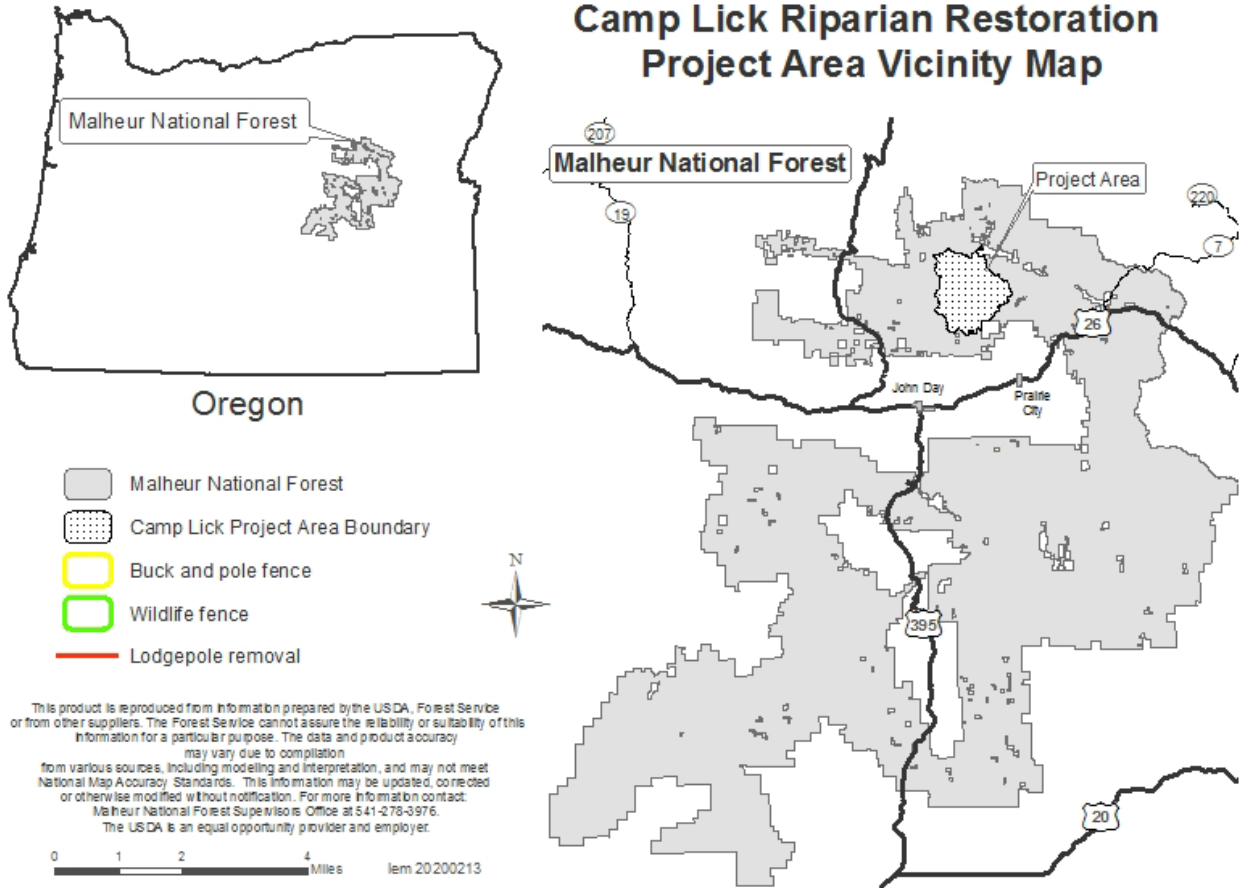 Camp Lick Riparian Restoration
Project Area Vicinity Map
Malheur National Forest
Oregon
Malheur National Forest
Camp Lick Project Area Boundary
Buck and pole fence
Wildlife fence
Lodgepole removal
N
This product is reproduced from information prepared by the USDA, Forest Service
or from other suppliers. The Forest Service cannot assure the reliability or suitability of this
information for a particular purpose. The data and product accuracy
may vary due to compilation
from various sources, including modeling and interpretation, and may not meet
National Map Accuracy Standards. This information may be updated, corrected
or otherwise modified without notification. For more information contact:
Malheur National Forest Supervisors Office at 541-278-3976.
The USDA is an equal opportunity provider and employer.
0 1 2 4
Miles
lem 20200213
207
Malheur National Forest
Project Area
19
220
7
26
John Day
Prairie
City
395
20